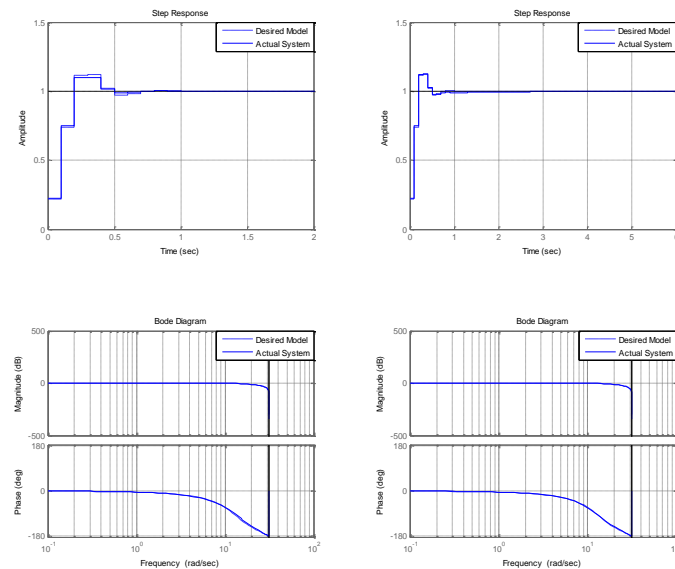 Step Response
1.5
1
0.5
0
Amplitude
Desired Model
Actual System
0
0.5
1
1.5
2
Time (sec)
Step Response
1.5
1
0.5
0
Amplitude
Desired Model
Actual System
0
1
2
3
4
5
6
Time (sec)
Bode Diagram
500
0
-500
Magnitude (dB)
Desired Model
Actual System
180
0
-180
Phase (deg)
10^-1
10^0
10^1
10^2
Frequency (rad/sec)
Bode Diagram
500
0
-500
Magnitude (dB)
Desired Model
Actual System
180
0
-180
Phase (deg)
10^-1
10^0
10^1
Frequency (rad/sec)